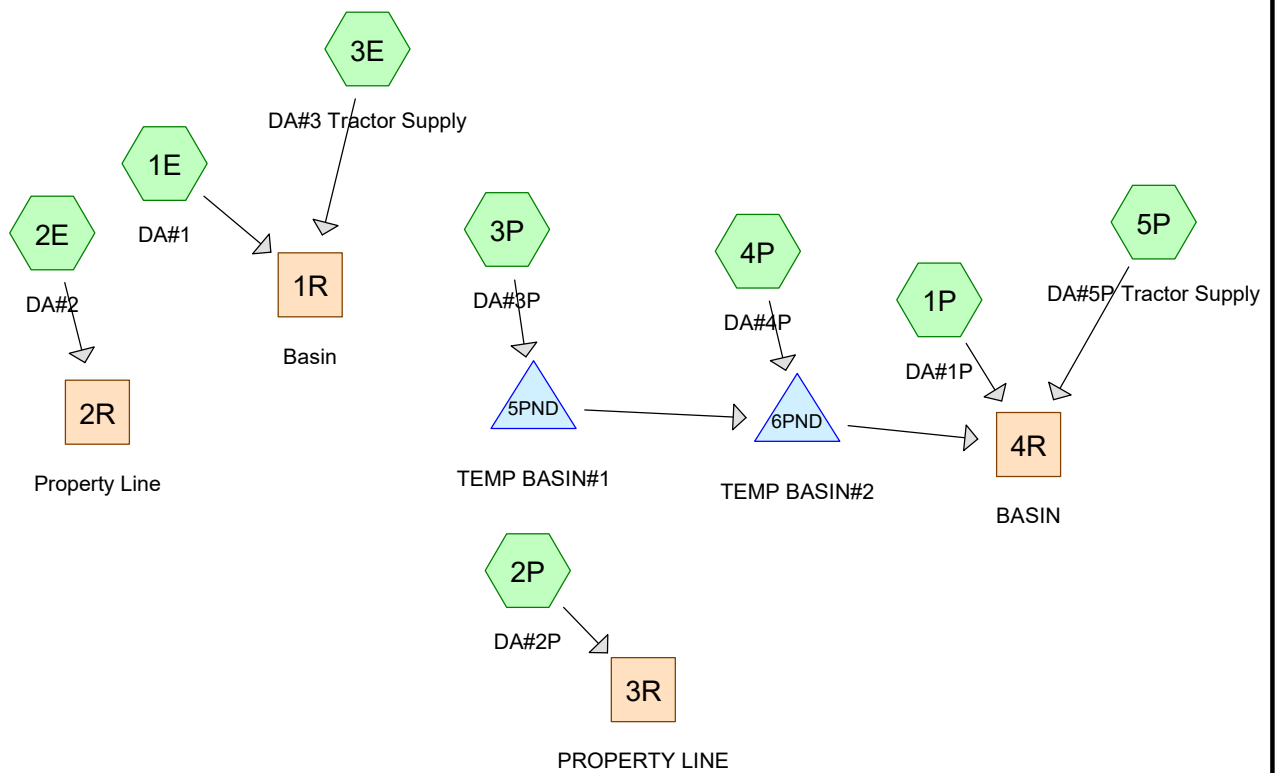 3E
DA#3 Tractor Supply
1E
DA#1
2E
DA#2
1R
Basin
2R
Property Line
3P
DA#3P
4P
DA#4P
5P
DA#5P Tractor Supply
1P
DA#1P
5PND
TEMP BASIN#1
6PND
TEMP BASIN#2
4R
BASIN
2P
DA#2P
3R
PROPERTY LINE